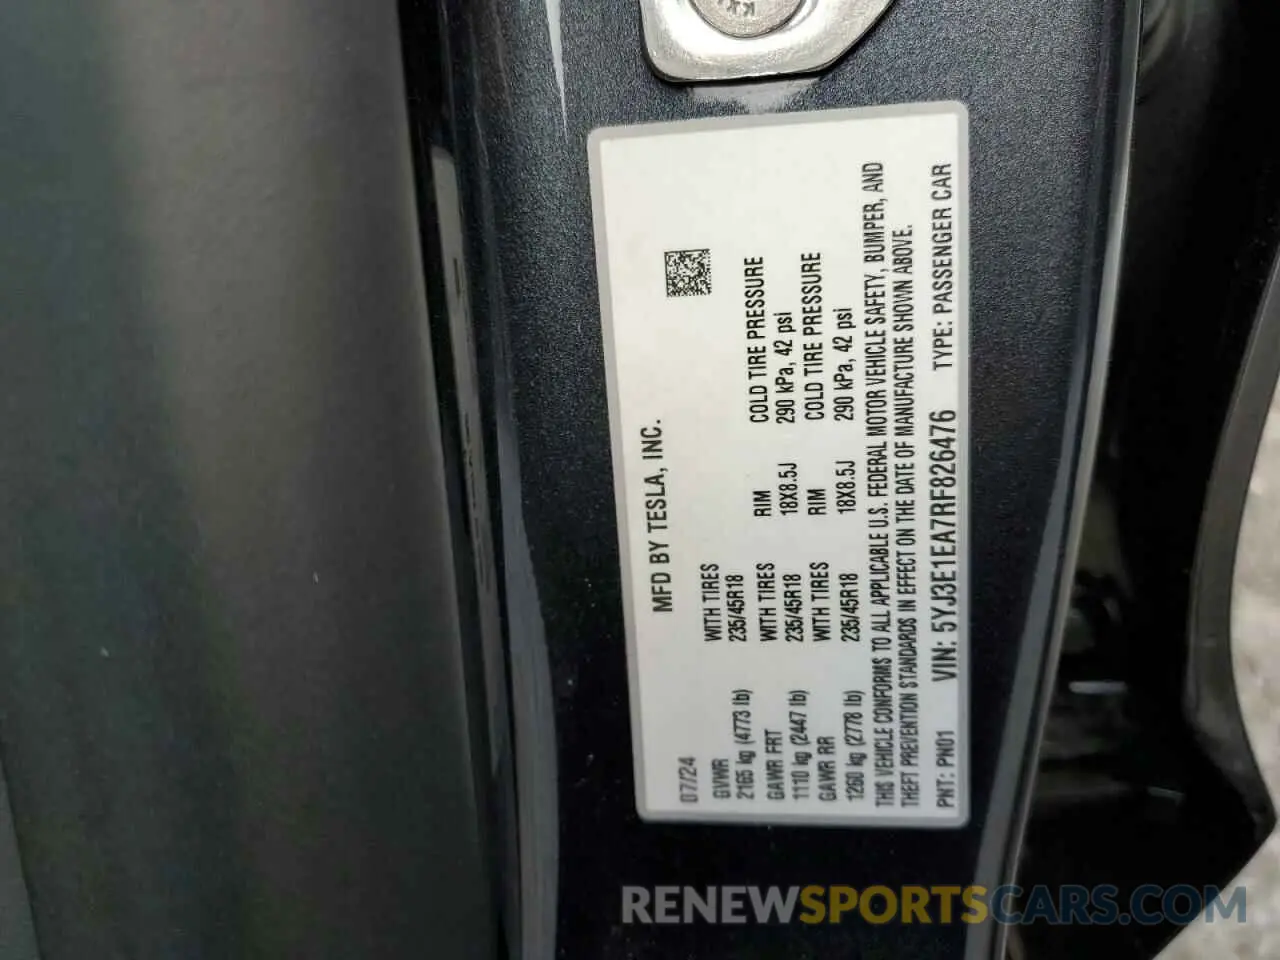 MFD BY TESLA, INC.
07/24
GVWR WITH TIRES
2165 kg (4773 lb) 235/45R18
GAWR FRT WITH TIRES RIM COLD TIRE PRESSURE
1110 kg (2447 lb) 235/45R18 18X8.5J 290 kPa, 42 psi
GAWR RR WITH TIRES RIM COLD TIRE PRESSURE
1260 kg (2778 lb) 235/45R18 18X8.5J 290 kPa, 42 psi
THIS VEHICLE CONFORMS TO ALL APPLICABLE U.S. FEDERAL MOTOR VEHICLE SAFETY, BUMPER, AND
THEFT PREVENTION STANDARDS IN EFFECT ON THE DATE OF MANUFACTURE SHOWN ABOVE.
PNT: PN01 VIN: 5YJ3E1EA7RF826476 TYPE: PASSENGER CAR
RENEWSPORTSCARS.COM